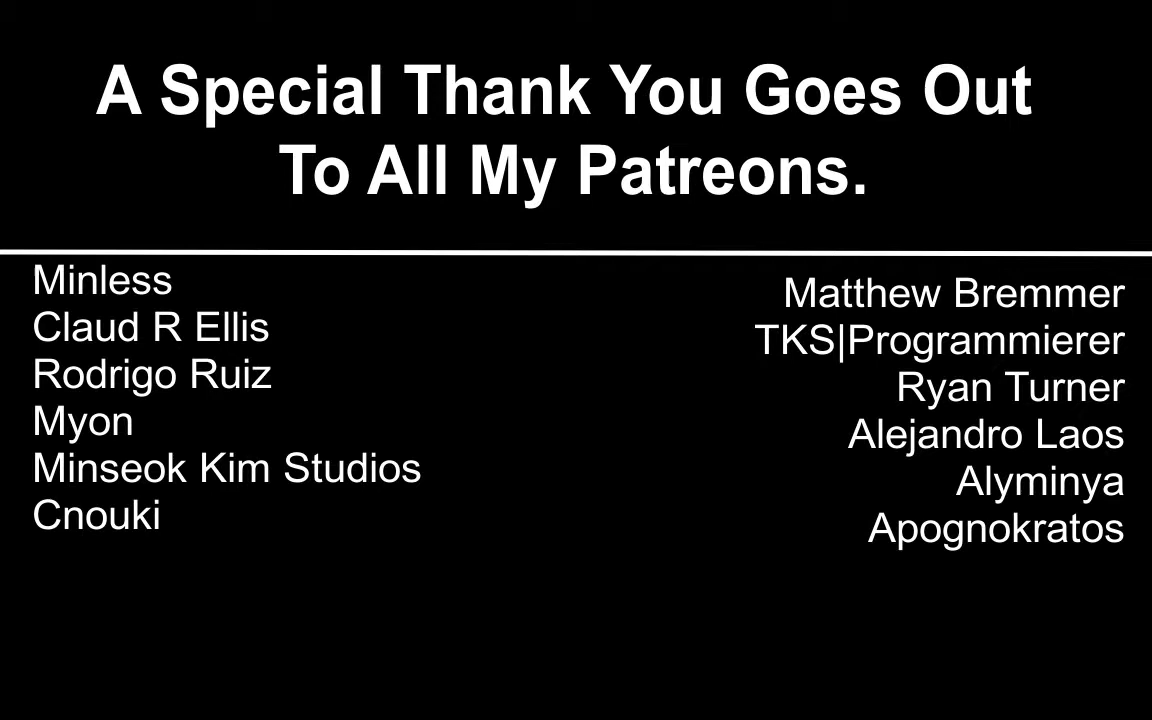 A Special Thank You Goes Out
To All My Patreons.
Minless
Claud R Ellis
Rodrigo Ruiz
Myon
Minseok Kim Studios
Cnouki
Matthew Bremmer
TKS|Programmierer
Ryan Turner
Alejandro Laos
Alyminya
Apognokratos